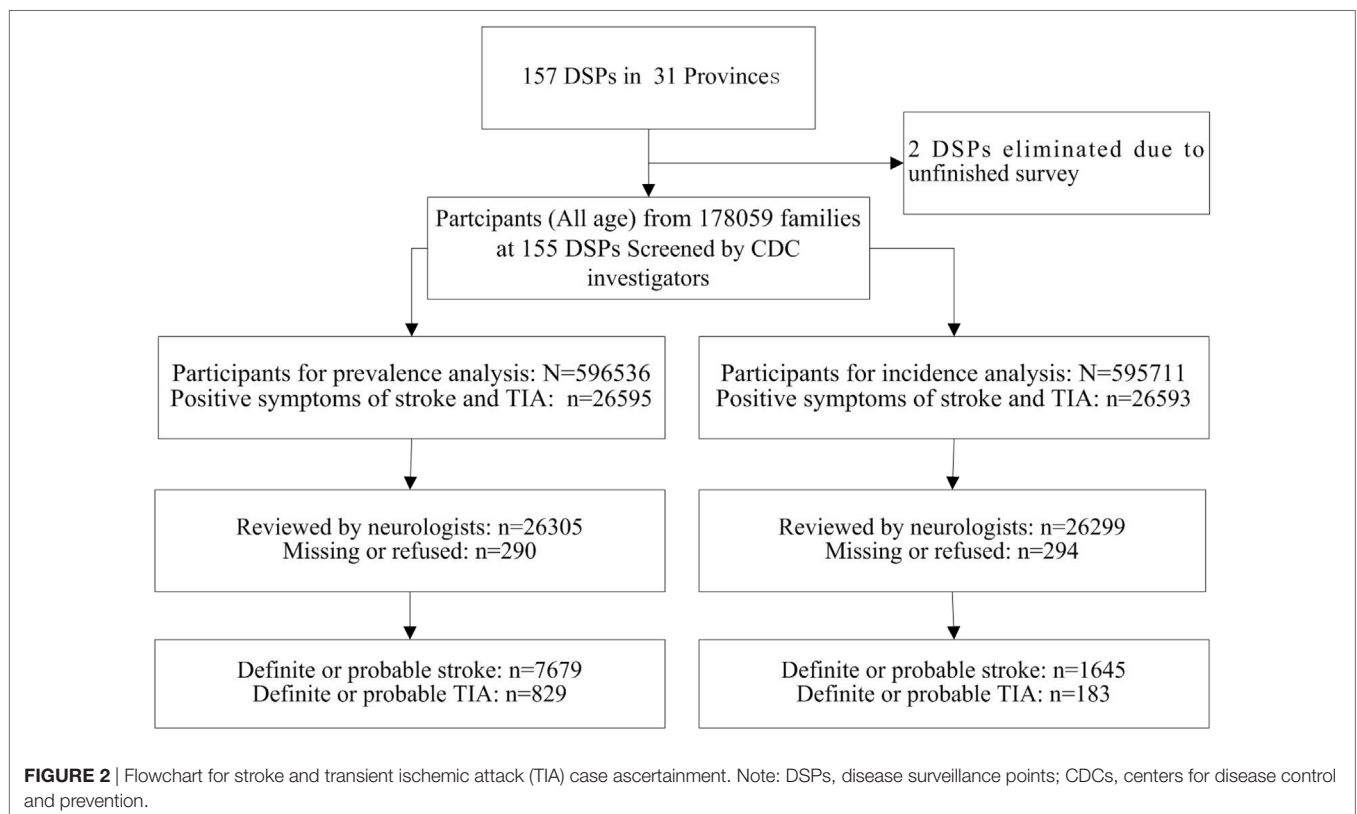 157 DSPs in 31 Provinces
2 DSPs eliminated due to
unfinished survey
Partcipants (All age) from 178059 families
at 155 DSPs Screened by CDC
investigators
Participants for prevalence analysis: N=596536
Positive symptoms of stroke and TIA: n=26595
Participants for incidence analysis: N=595711
Positive symptoms of stroke and TIA: n=26593
Reviewed by neurologists: n=26305
Missing or refused: n=290
Reviewed by neurologists: n=26299
Missing or refused: n=294
Definite or probable stroke: n=7679
Definite or probable TIA: n=829
Definite or probable stroke: n=1645
Definite or probable TIA: n=183
FIGURE 2 | Flowchart for stroke and transient ischemic attack (TIA) case ascertainment. Note: DSPs, disease surveillance points; CDCs, centers for disease control
and prevention.